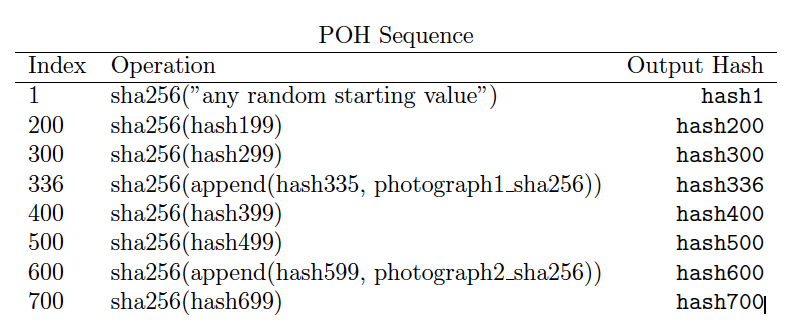 POH Sequence
Index Operation Output Hash
1 sha256("any random starting value") hash1
200 sha256(hash199) hash200
300 sha256(hash299) hash300
336 sha256(append(hash335, photograph1_sha256)) hash336
400 sha256(hash399) hash400
500 sha256(hash499) hash500
600 sha256(append(hash599, photograph2_sha256)) hash600
700 sha256(hash699) hash700